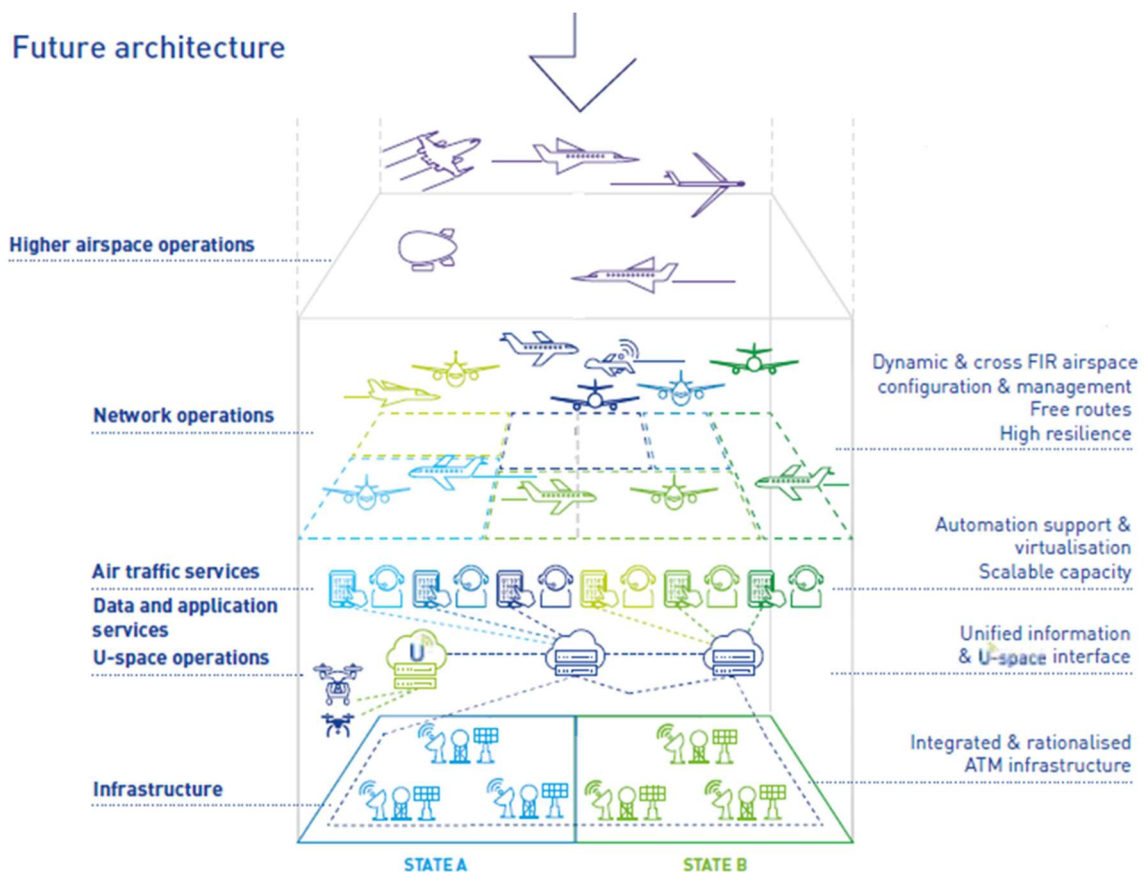 Future architecture
Higher airspace operations
Network operations
Dynamic & cross FIR airspace
configuration & management
Free routes
High resilience
Air traffic services
Automation support &
virtualisation
Scalable capacity
Data and application
services
U-space operations
U
Unified information
& U-space interface
Infrastructure
Integrated & rationalised
ATM infrastructure
STATE A
STATE B